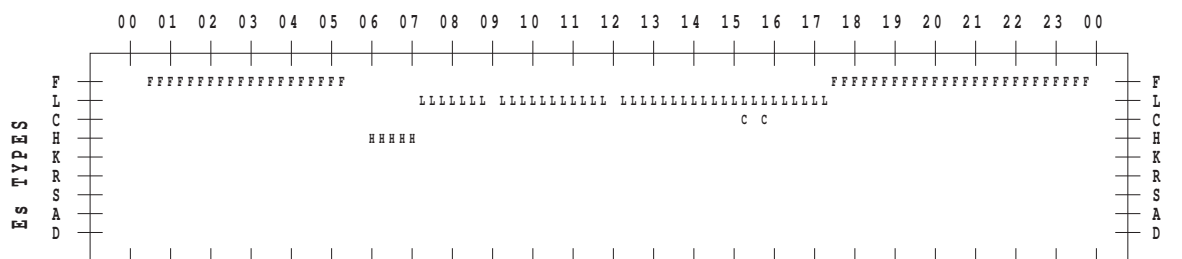 00 01 02 03 04 05 06 07 08 09 10 11 12 13 14 15 16 17 18 19 20 21 22 23 00
F FFFFFFFFFFFFFFFFFFFF FFFFFFFFFFFFFFFFFFFFFFFFFF F
L LLLLLLL LLLLLLLLLLL LLLLLLLLLLLLLLLLLLLLL L
C C C C
H HHHHH H
K K
R R
S S
A A
D D
Es TYPES